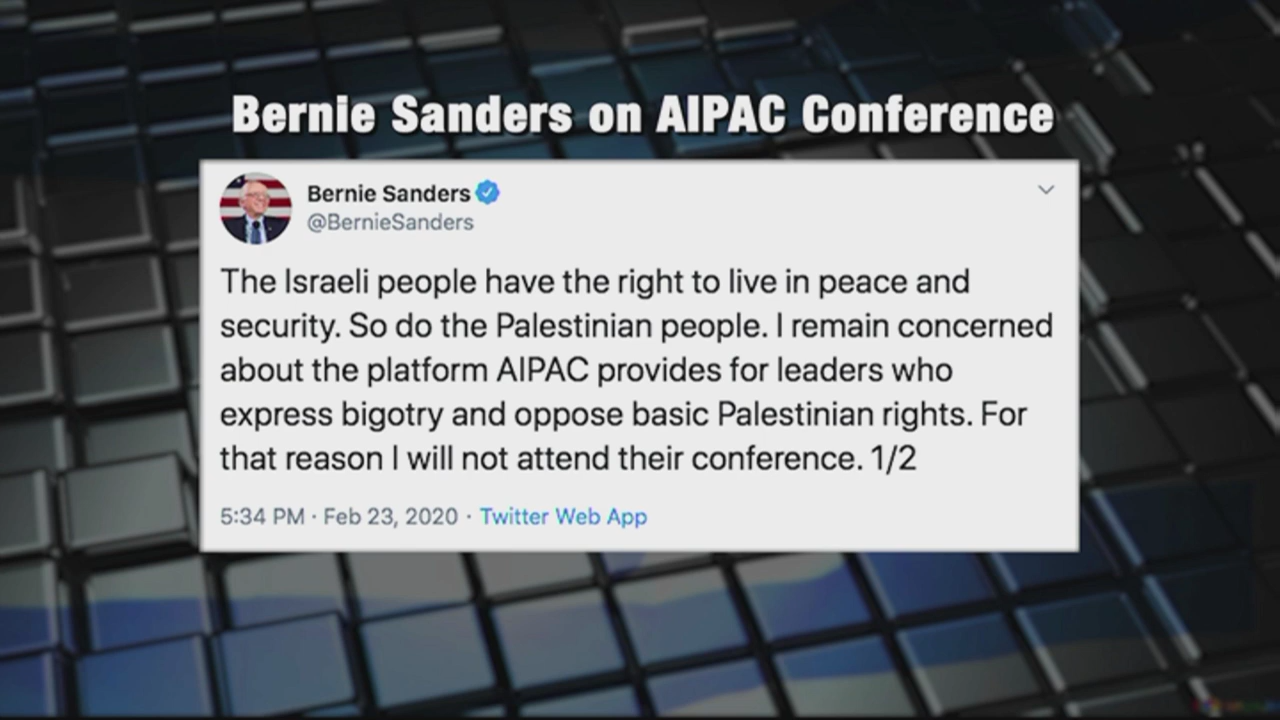 Bernie Sanders on AIPAC Conference
Bernie Sanders
@BernieSanders
The Israeli people have the right to live in peace and
security. So do the Palestinian people. I remain concerned
about the platform AIPAC provides for leaders who
express bigotry and oppose basic Palestinian rights. For
that reason I will not attend their conference. 1/2
5:34 PM · Feb 23, 2020 · Twitter Web App